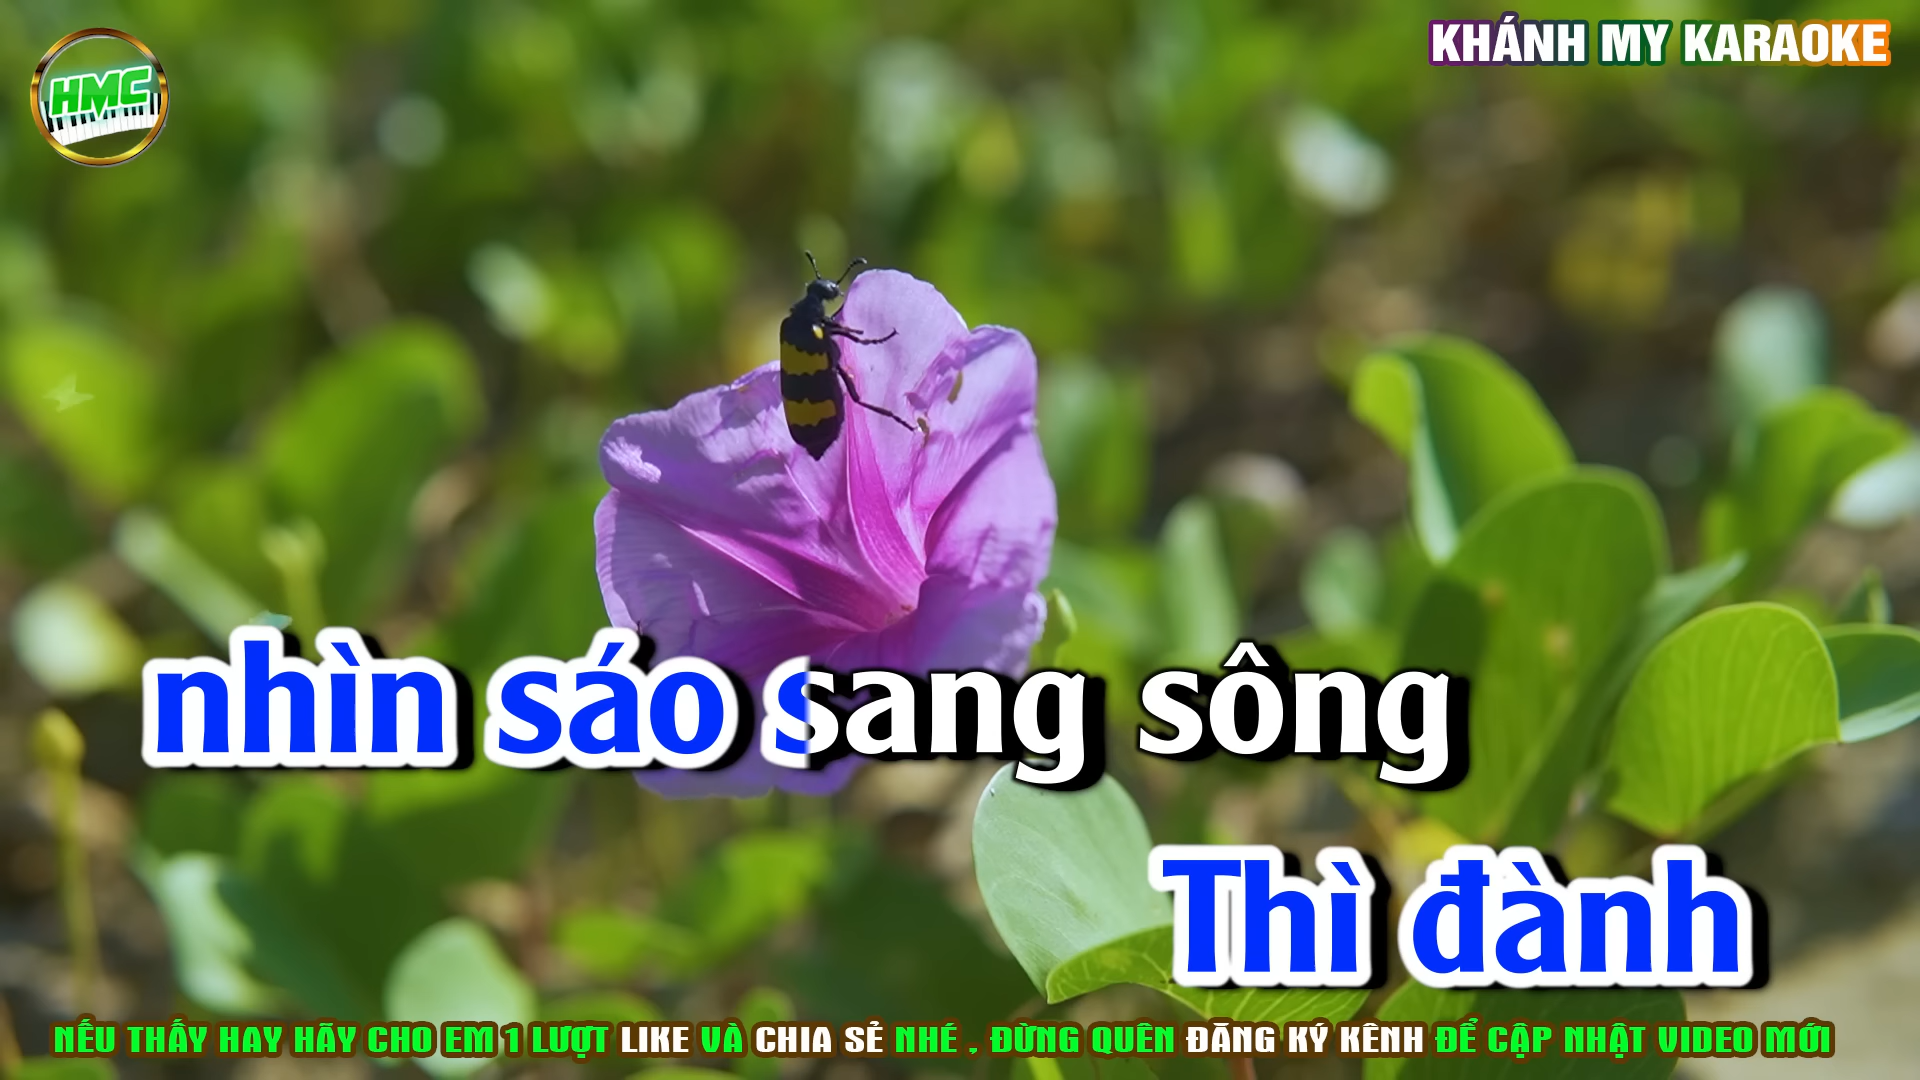 KHÁNH MY KARAOKE
HMC
nhìn sáo sang sông
Thì đành
NẾU THẤY HAY HÃY CHO EM 1 LƯỢT LIKE VÀ CHIA SẺ NHÉ , ĐỪNG QUÊN ĐĂNG KÝ KÊNH ĐỂ CẬP NHẬT VIDEO MỚI